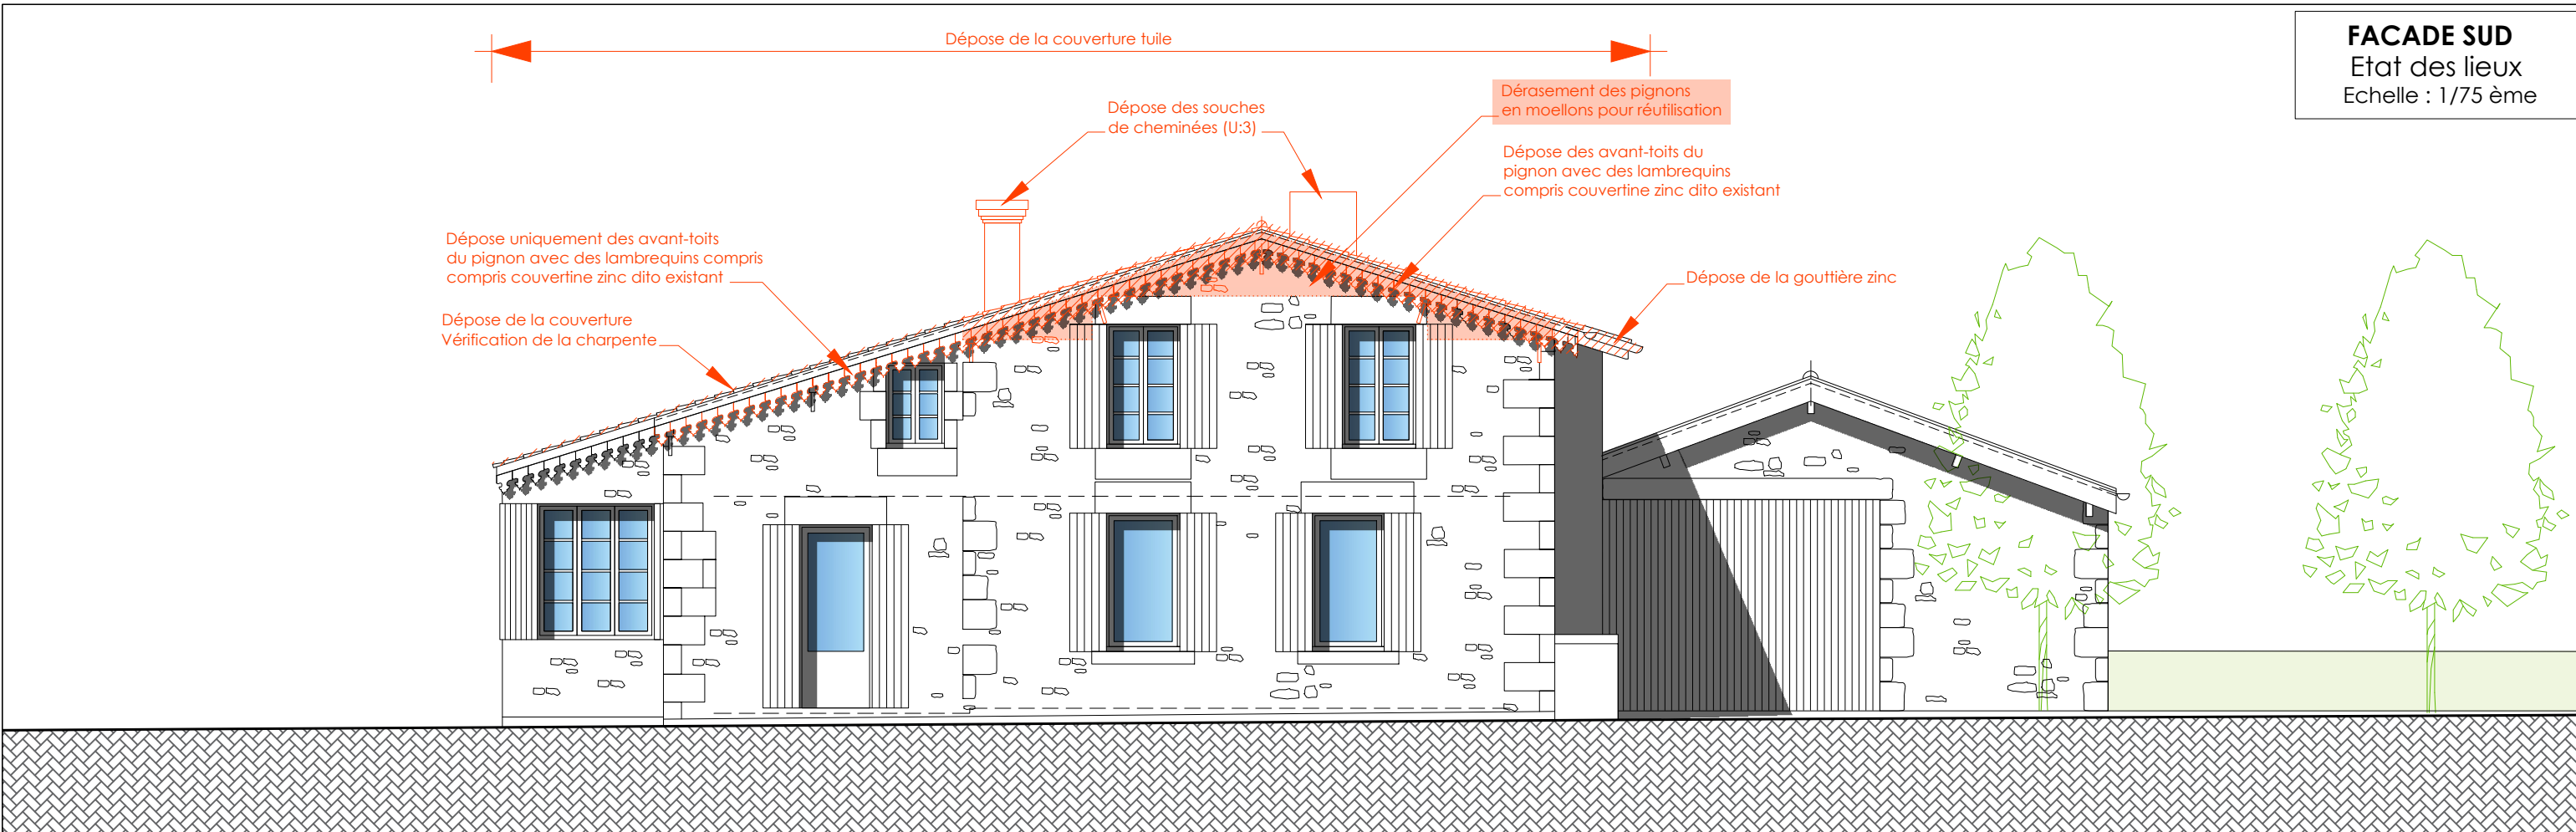 Dépose de la couverture tuile
FACADE SUD
Etat des lieux
Echelle : 1/75 ème
Dépose des souches
de cheminées (U:3)
Dérasement des pignons
en moellons pour réutilisation
Dépose des avant-toits du
pignon avec des lambrequins
compris couvertine zinc dito existant
Dépose uniquement des avant-toits
du pignon avec des lambrequins compris
compris couvertine zinc dito existant
Dépose de la gouttière zinc
Dépose de la couverture
Vérification de la charpente